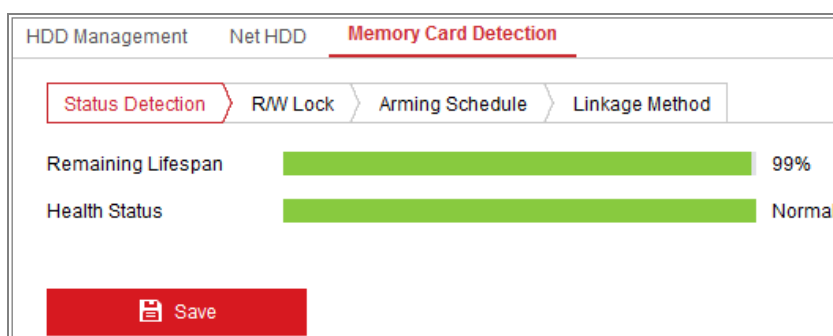 HDD Management Net HDD Memory Card Detection
Status Detection R/W Lock Arming Schedule Linkage Method
Remaining Lifespan 99%
Health Status Normal
Save